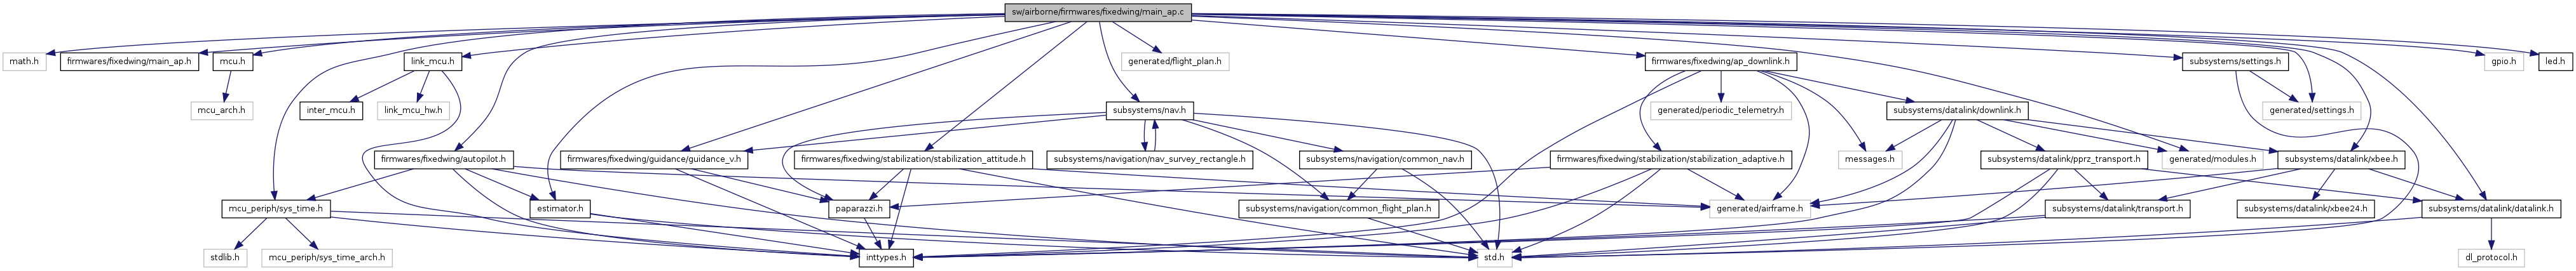 sw/airborne/firmwares/fixedwing/main_ap.c
math.h
firmwares/fixedwing/main_ap.h
mcu.h
link_mcu.h
generated/flight_plan.h
firmwares/fixedwing/ap_downlink.h
subsystems/settings.h
gpio.h
led.h
mcu_arch.h
inter_mcu.h
link_mcu_hw.h
subsystems/nav.h
generated/periodic_telemetry.h
subsystems/datalink/downlink.h
generated/settings.h
firmwares/fixedwing/autopilot.h
firmwares/fixedwing/guidance/guidance_v.h
firmwares/fixedwing/stabilization/stabilization_attitude.h
subsystems/navigation/nav_survey_rectangle.h
subsystems/navigation/common_nav.h
firmwares/fixedwing/stabilization/stabilization_adaptive.h
messages.h
subsystems/datalink/pprz_transport.h
generated/modules.h
subsystems/datalink/xbee.h
mcu_periph/sys_time.h
estimator.h
paparazzi.h
subsystems/navigation/common_flight_plan.h
generated/airframe.h
subsystems/datalink/transport.h
subsystems/datalink/xbee24.h
subsystems/datalink/datalink.h
stdlib.h
mcu_periph/sys_time_arch.h
inttypes.h
std.h
dl_protocol.h